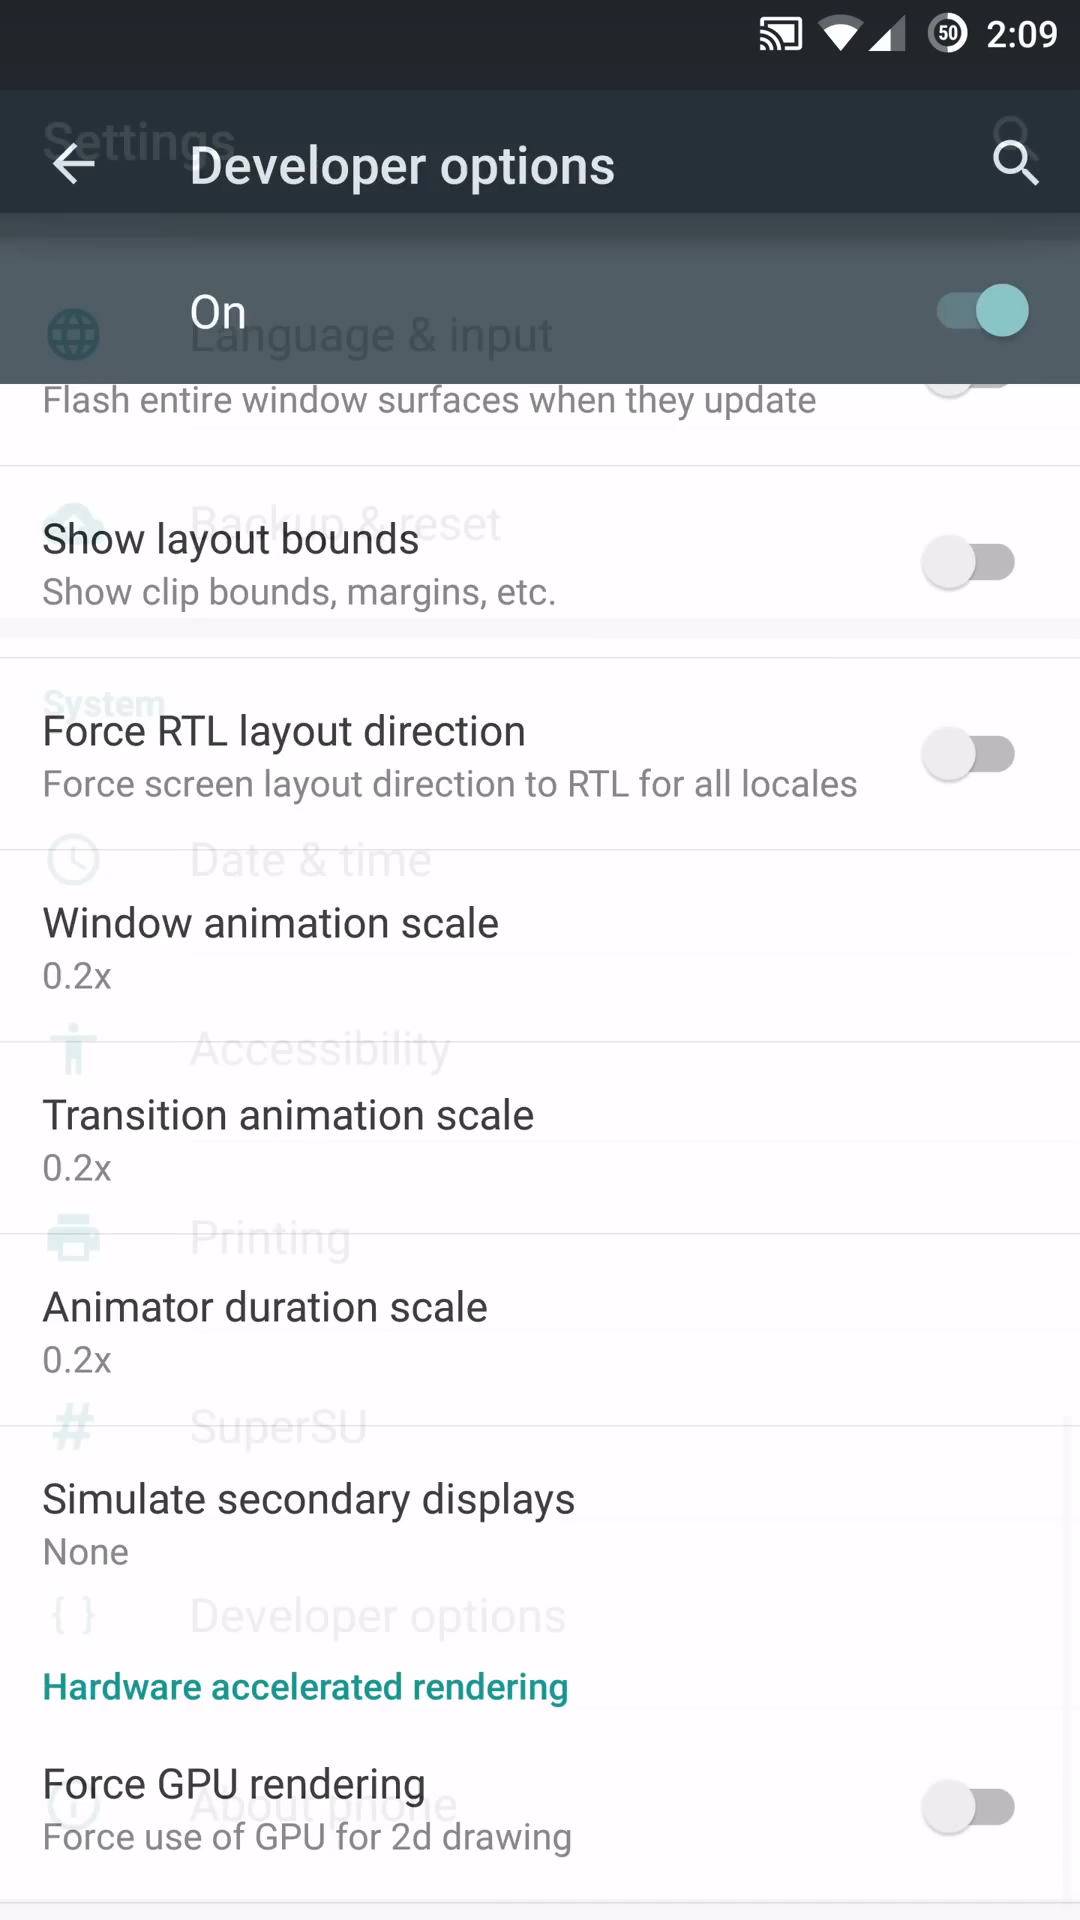 50 2:09
Settings
Developer options
On
Language & input
Flash entire window surfaces when they update
Backup & reset
Show layout bounds
Show clip bounds, margins, etc.
System
Force RTL layout direction
Force screen layout direction to RTL for all locales
Date & time
Window animation scale
0.2x
Accessibility
Transition animation scale
0.2x
Printing
Animator duration scale
0.2x
# SuperSU
Simulate secondary displays
None
{ } Developer options
Hardware accelerated rendering
Force GPU rendering
About phone
Force use of GPU for 2d drawing